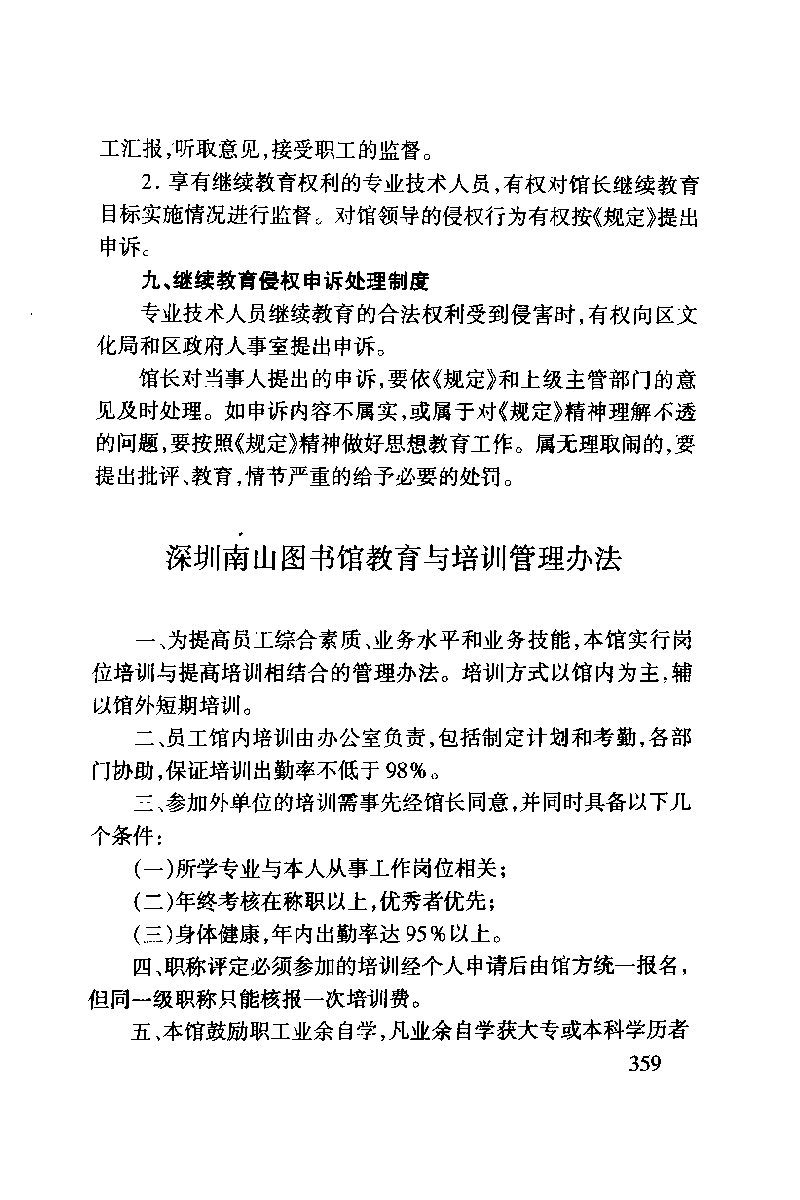 工汇报,听取意见,接受职工的监督。
2. 享有继续教育权利的专业技术人员,有权对馆长继续教育
目标实施情况进行监督。对馆领导的侵权行为有权按《规定》提出
申诉。
九、继续教育侵权申诉处理制度
专业技术人员继续教育的合法权利受到侵害时,有权向区文
化局和区政府人事室提出申诉。
馆长对当事人提出的申诉,要依《规定》和上级主管部门的意
见及时处理。如申诉内容不属实,或属于对《规定》精神理解不透
的问题,要按照《规定》精神做好思想教育工作。属无理取闹的,要
提出批评、教育,情节严重的给予必要的处罚。
深圳南山图书馆教育与培训管理办法
一、为提高员工综合素质、业务水平和业务技能,本馆实行岗
位培训与提高培训相结合的管理办法。培训方式以馆内为主,辅
以馆外短期培训。
二、员工馆内培训由办公室负责,包括制定计划和考勤,各部
门协助,保证培训出勤率不低于98%。
三、参加外单位的培训需事先经馆长同意,并同时具备以下几
个条件:
(一)所学专业与本人从事工作岗位相关;
(二)年终考核在称职以上,优秀者优先;
(三)身体健康,年内出勤率达95%以上。
四、职称评定必须参加的培训经个人申请后由馆方统一报名,
但同一级职称只能核报一次培训费。
五、本馆鼓励职工业余自学,凡业余自学获大专或本科学历者
359